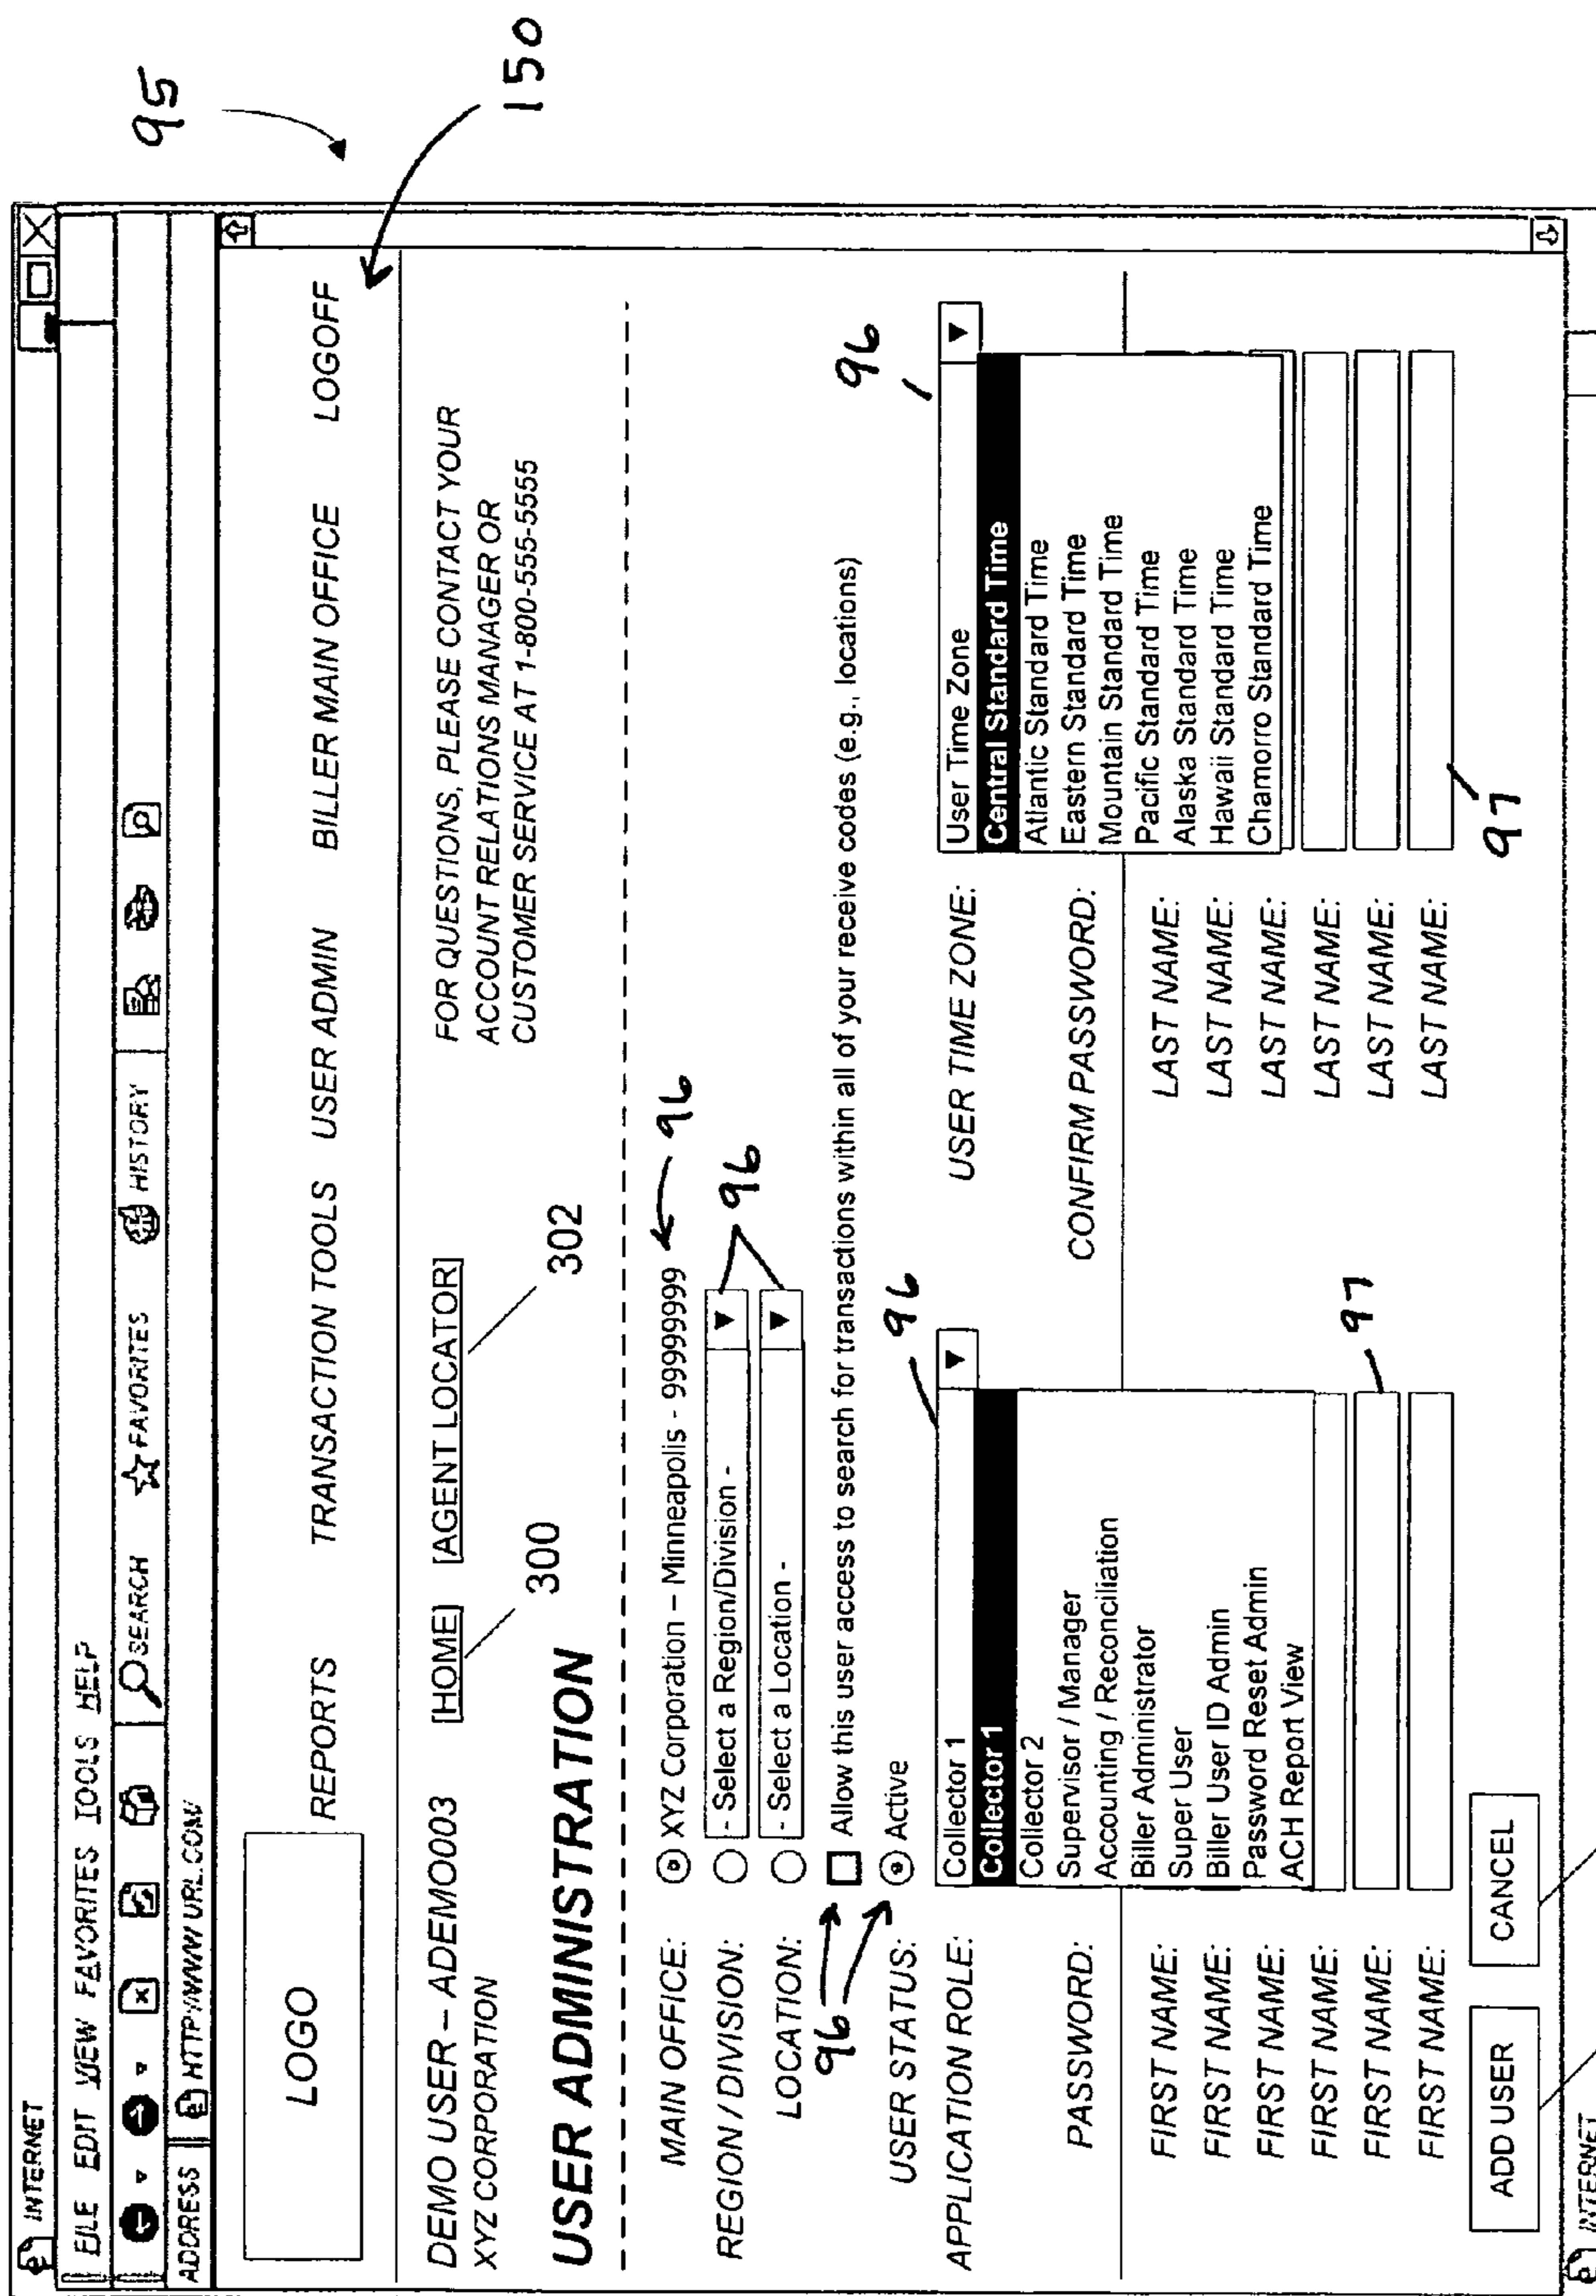 INTERNET
FILE EDIT VIEW FAVORITES TOOLS HELP
SEARCH FAVORITES HISTORY
ADDRESS HTTP://WWW URL.COM
95
150
LOGO REPORTS TRANSACTION TOOLS USER ADMIN BILLER MAIN OFFICE LOGOFF
DEMO USER – ADEMO003 [HOME] [AGENT LOCATOR] FOR QUESTIONS, PLEASE CONTACT YOUR
XYZ CORPORATION ACCOUNT RELATIONS MANAGER OR
CUSTOMER SERVICE AT 1-800-555-5555
300 302
USER ADMINISTRATION
MAIN OFFICE: XYZ Corporation – Minneapolis - 99999999 96
REGION / DIVISION: - Select a Region/Division - 96
LOCATION: - Select a Location -
96 Allow this user access to search for transactions within all of your receive codes (e.g., locations)
USER STATUS: Active 96 96
APPLICATION ROLE: Collector 1 USER TIME ZONE: User Time Zone
Collector 1 Central Standard Time
Collector 2 Atlantic Standard Time
Supervisor / Manager Eastern Standard Time
PASSWORD: Accounting / Reconciliation CONFIRM PASSWORD: Mountain Standard Time
Biller Administrator Pacific Standard Time
FIRST NAME: Super User LAST NAME: Alaska Standard Time
FIRST NAME: Biller User ID Admin LAST NAME: Hawaii Standard Time
FIRST NAME: Password Reset Admin LAST NAME: Chamorro Standard Time
ACH Report View
FIRST NAME: LAST NAME:
FIRST NAME: 97 LAST NAME:
FIRST NAME: LAST NAME:
97
ADD USER CANCEL
INTERNET